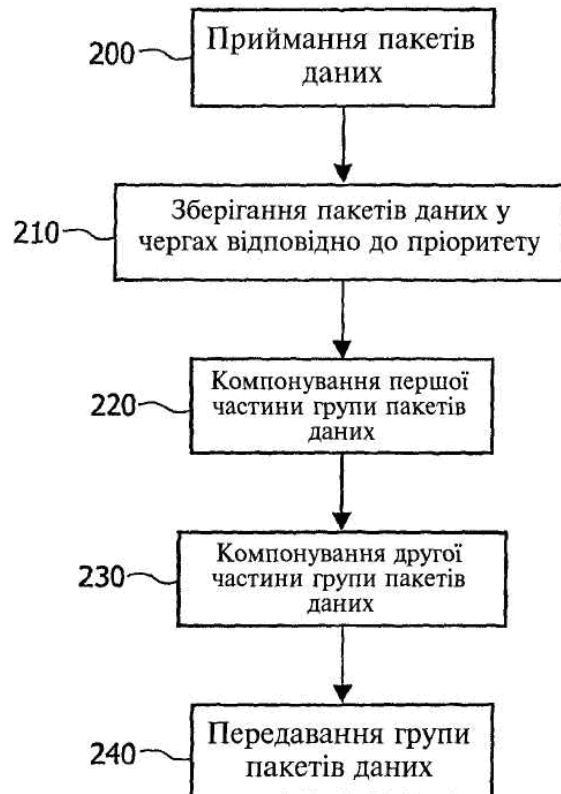 200
Приймання пакетів
даних
210
Зберігання пакетів даних у
чергах відповідно до пріоритету
220
Компонування першої
частини групи пакетів
даних
230
Компонування другої
частини групи пакетів
даних
240
Передавання групи
пакетів даних